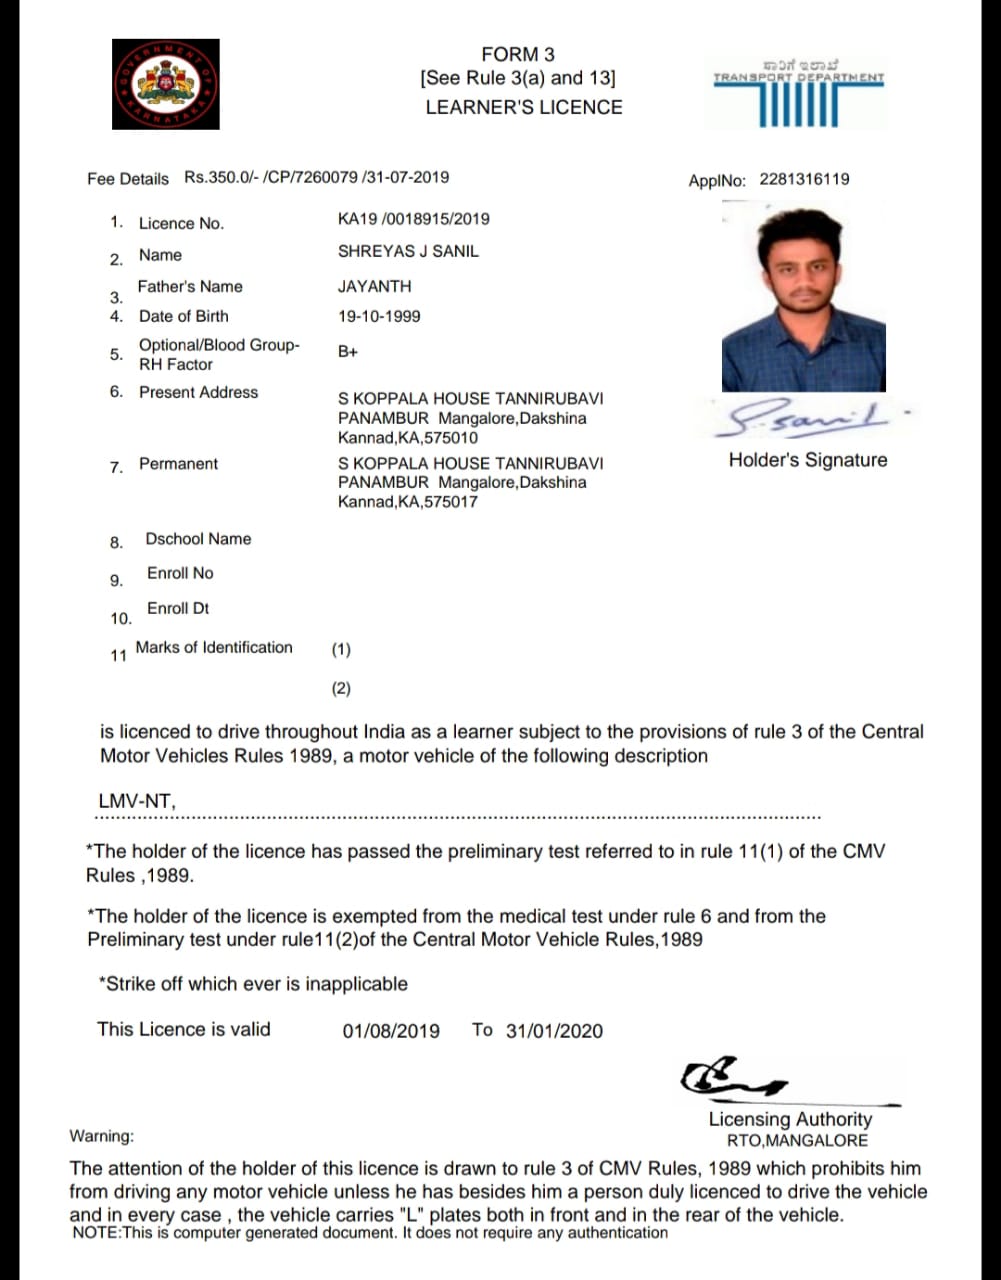 GOVERNMENT OF KARNATAKA
FORM 3
[See Rule 3(a) and 13]
LEARNER'S LICENCE
ಸಾರಿಗೆ ಇಲಾಖೆ
TRANSPORT DEPARTMENT
Fee Details Rs.350.0/- /CP/7260079 /31-07-2019
ApplNo: 2281316119
1. Licence No. KA19 /0018915/2019
2. Name SHREYAS J SANIL
3. Father's Name JAYANTH
4. Date of Birth 19-10-1999
5. Optional/Blood Group-
RH Factor B+
6. Present Address S KOPPALA HOUSE TANNIRUBAVI
PANAMBUR Mangalore,Dakshina
Kannad,KA,575010
7. Permanent S KOPPALA HOUSE TANNIRUBAVI
PANAMBUR Mangalore,Dakshina
Kannad,KA,575017
S.sanil.
Holder's Signature
8. Dschool Name
9. Enroll No
10. Enroll Dt
11 Marks of Identification (1)
(2)
is licenced to drive throughout India as a learner subject to the provisions of rule 3 of the Central
Motor Vehicles Rules 1989, a motor vehicle of the following description
LMV-NT,
*The holder of the licence has passed the preliminary test referred to in rule 11(1) of the CMV
Rules ,1989.
*The holder of the licence is exempted from the medical test under rule 6 and from the
Preliminary test under rule11(2)of the Central Motor Vehicle Rules,1989
*Strike off which ever is inapplicable
This Licence is valid 01/08/2019 To 31/01/2020
Licensing Authority
RTO,MANGALORE
Warning:
The attention of the holder of this licence is drawn to rule 3 of CMV Rules, 1989 which prohibits him
from driving any motor vehicle unless he has besides him a person duly licenced to drive the vehicle
and in every case , the vehicle carries "L" plates both in front and in the rear of the vehicle.
NOTE:This is computer generated document. It does not require any authentication